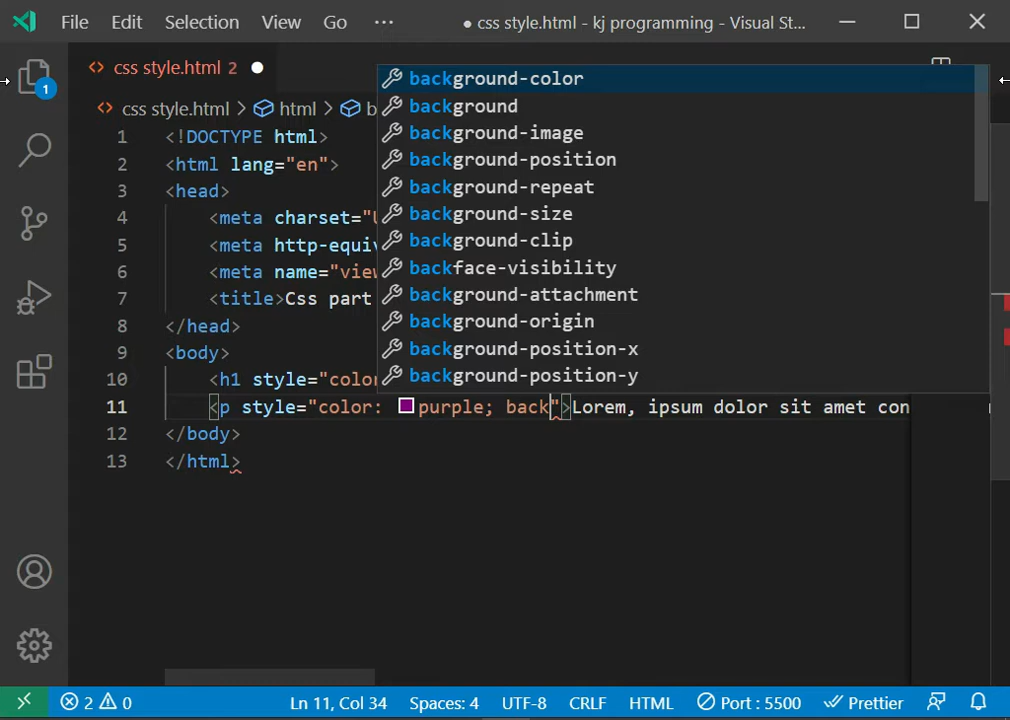 File Edit Selection View Go ··· ● css style.html - kj programming - Visual St...
1
css style.html 2 ●
css style.html > html > b
1 <!DOCTYPE html>
2 <html lang="en">
3 <head>
4 <meta charset="U
5 <meta http-equiv
6 <meta name="view
7 <title>Css part
8 </head>
9 <body>
10 <h1 style="color
11 <p style="color: purple; back">Lorem, ipsum dolor sit amet con
12 </body>
13 </html>
background-color
background
background-image
background-position
background-repeat
background-size
background-clip
backface-visibility
background-attachment
background-origin
background-position-x
background-position-y
2 0 Ln 11, Col 34 Spaces: 4 UTF-8 CRLF HTML Port : 5500 Prettier